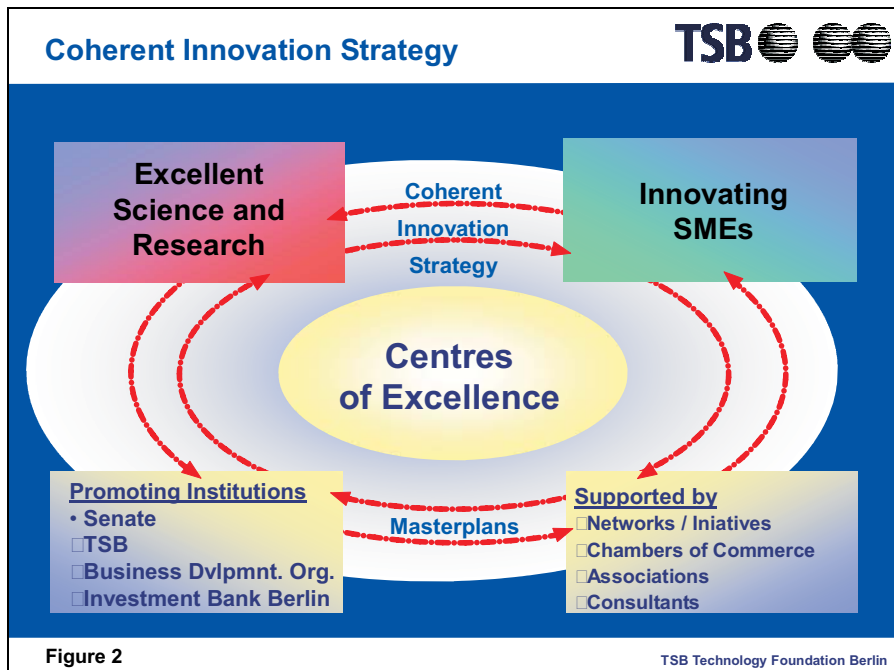 Coherent Innovation Strategy
TSB
Excellent
Science and
Research
Coherent
Innovation
Strategy
Innovating
SMEs
Centres
of Excellence
Promoting Institutions
• Senate
□TSB
□Business Dvlpmnt. Org.
□Investment Bank Berlin
Masterplans
Supported by
□Networks / Iniatives
□Chambers of Commerce
□Associations
□Consultants
Figure 2
TSB Technology Foundation Berlin